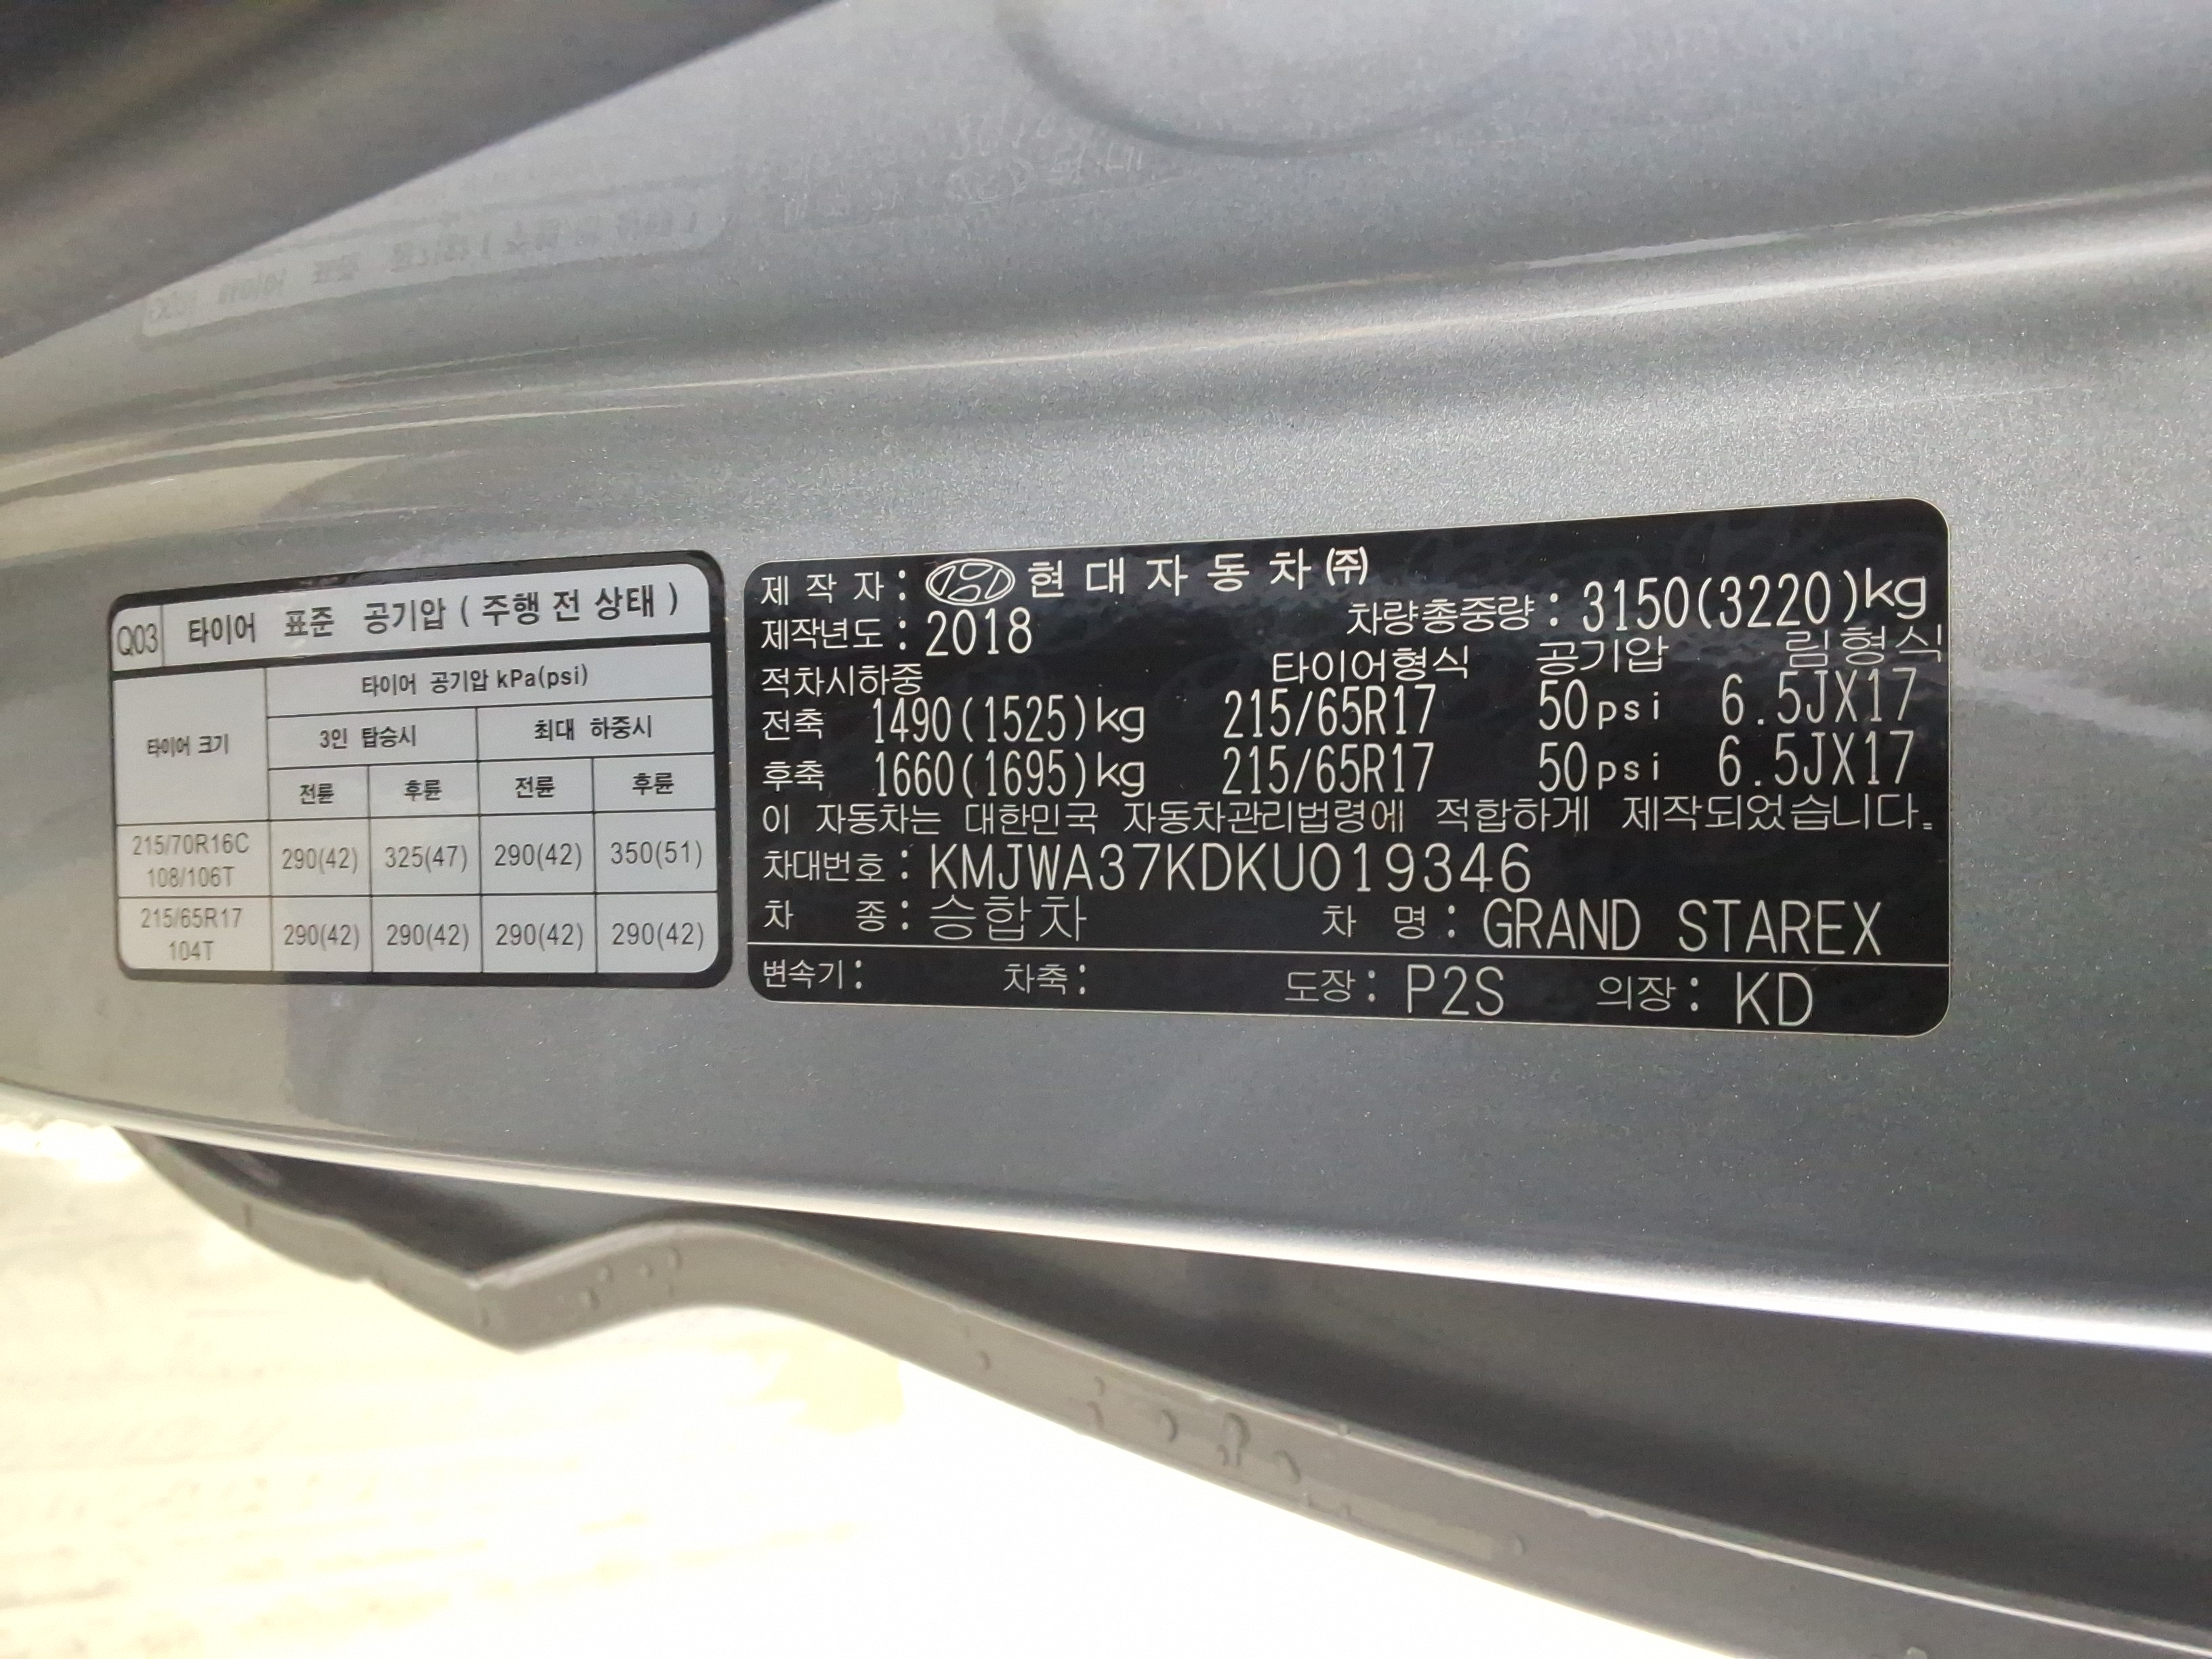 Q03 타이어 표준 공기압 ( 주행 전 상태 )
타이어 크기
타이어 공기압 kPa(psi)
3인 탑승시 최대 하중시
전륜 후륜 전륜 후륜
215/70R16C
108/106T
290(42) 325(47) 290(42) 350(51)
215/65R17
104T
290(42) 290(42) 290(42) 290(42)
제 작 자 : 현 대 자 동 차 ㈜
제작년도 : 2018 차량총중량 : 3150(3220)kg
적차시하중 타이어형식 공기압 림형식
전축 1490(1525)kg 215/65R17 50psi 6.5JX17
후축 1660(1695)kg 215/65R17 50psi 6.5JX17
이 자동차는 대한민국 자동차관리법령에 적합하게 제작되었습니다.
차대번호 : KMJWA37KDKU019346
차 종 : 승합차 차 명 : GRAND STAREX
변속기 : 차축 : 도장 : P2S 의장 : KD